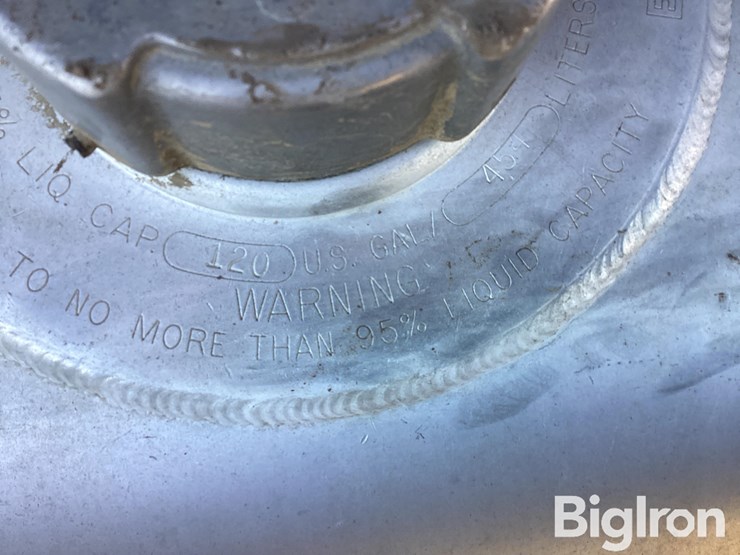 % LIQ. CAP. 120 U.S. GAL/ 454 LITERS
WARNING
TO NO MORE THAN 95% LIQUID CAPACITY
BigIron